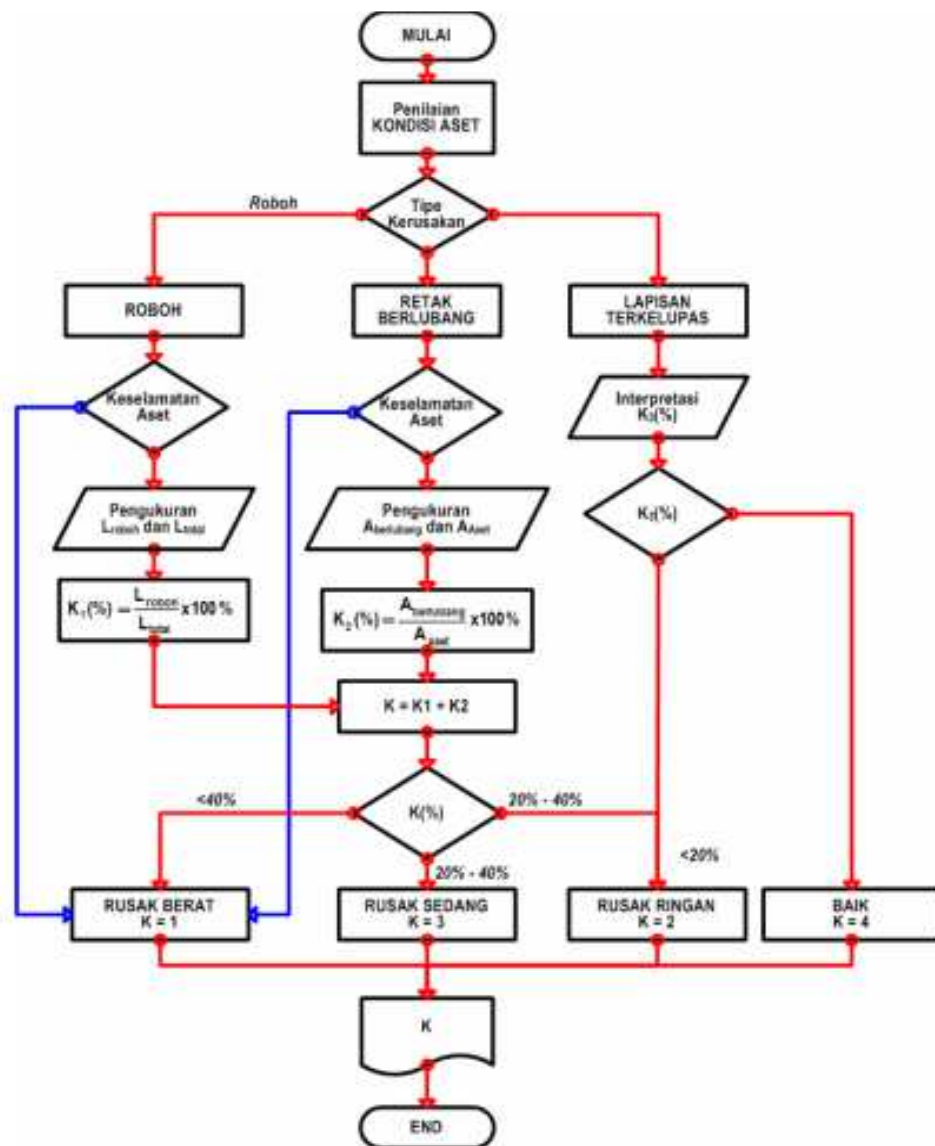 MULAI
Penilaian
KONDISI ASET
Tipe
Kerusakan
Roboh
ROBOH
RETAK
BERLUBANG
LAPISAN
TERKELUPAS
Keselamatan
Aset
Keselamatan
Aset
Interpretasi
K₃(%)
Pengukuran
Lroboh dan Ltotal
Pengukuran
Aberlubang dan AAset
K₁(%) = Lroboh / Ltotal x100%
K₂(%) = Aberlubang / Aaset x100%
K = K1 + K2
K(%)
<40%
20% - 40%
20% - 40%
<20%
RUSAK BERAT
K = 1
RUSAK SEDANG
K = 3
RUSAK RINGAN
K = 2
BAIK
K = 4
K
END